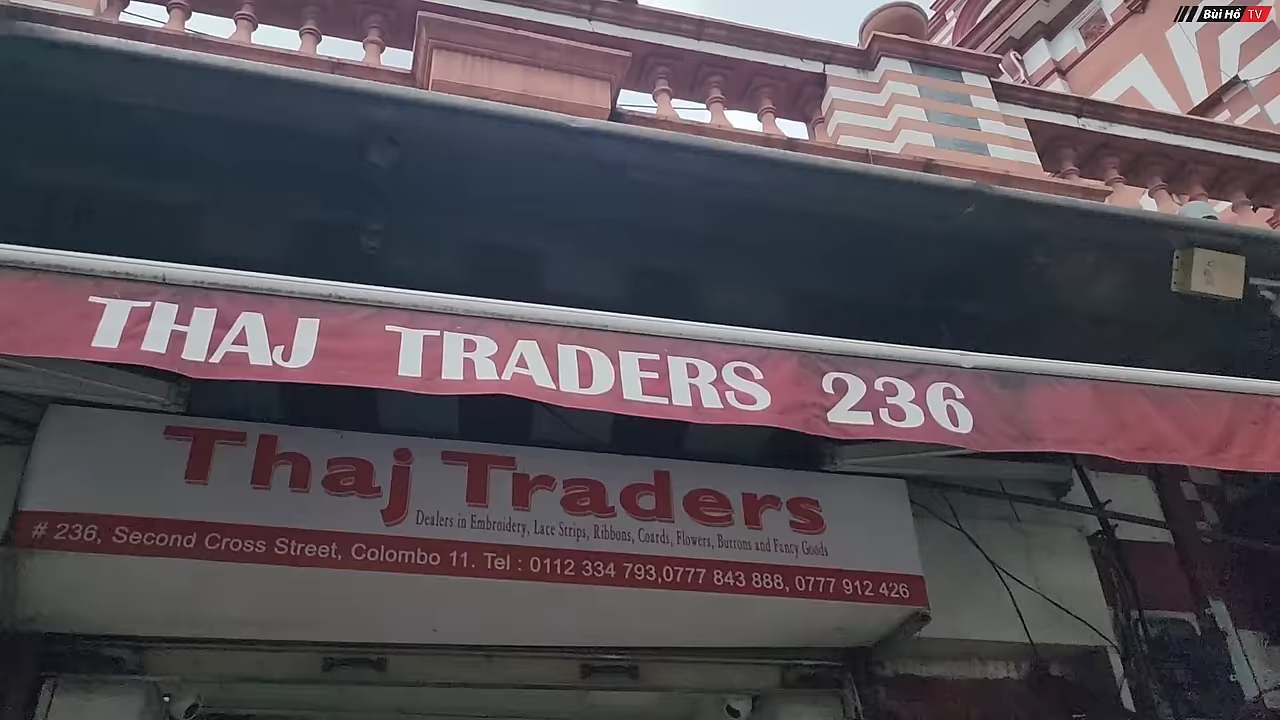 Bùi Hồ TV
THAJ TRADERS 236
Thaj Traders
Dealers in Embroidery, Lace Strips, Ribbons, Coards, Flowers, Buttons and Fancy Goods
# 236, Second Cross Street, Colombo 11. Tel : 0112 334 793,0777 843 888, 0777 912 426